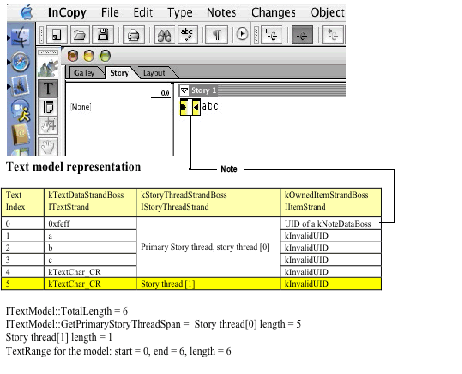 InCopy File Edit Type Notes Changes Object
Galley Story Layout
0.0 Story 1
[None] abc
Note
Text model representation
Text Index kTextDataStrandBoss ITextStrand kStoryThreadStrandBoss IStoryThreadStrand kOwnedItemStrandBoss IItemStrand
0 0xfeff UID of a kNoteDataBoss
1 a kInvalidUID
2 b Primary Story thread, story thread [0] kInvalidUID
3 c kInvalidUID
4 kTextChar_CR kInvalidUID
5 kTextChar_CR Story thread [1] kInvalidUID
ITextModel::TotalLength = 6
ITextModel::GetPrimaryStoryThreadSpan = Story thread[0] length = 5
Story thread[1] length = 1
TextRange for the model: start = 0, end = 6, length = 6